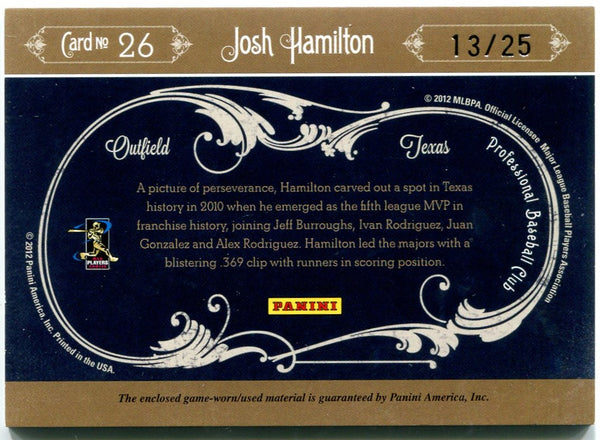 Card No 26
Josh Hamilton
13/25
© 2012 MLBPA. Official Licensee, Major League Baseball Players Association
Outfield
Texas
Professional Baseball Club
A picture of perseverance, Hamilton carved out a spot in Texas
history in 2010 when he emerged as the fifth league MVP in
franchise history, joining Jeff Burroughs, Ivan Rodriguez, Juan
Gonzalez and Alex Rodriguez. Hamilton led the majors with a
blistering .369 clip with runners in scoring position.
PLAYERS
© 2012 Panini America, Inc. Printed in the USA.
PANINI
The enclosed game-worn/used material is guaranteed by Panini America, Inc.